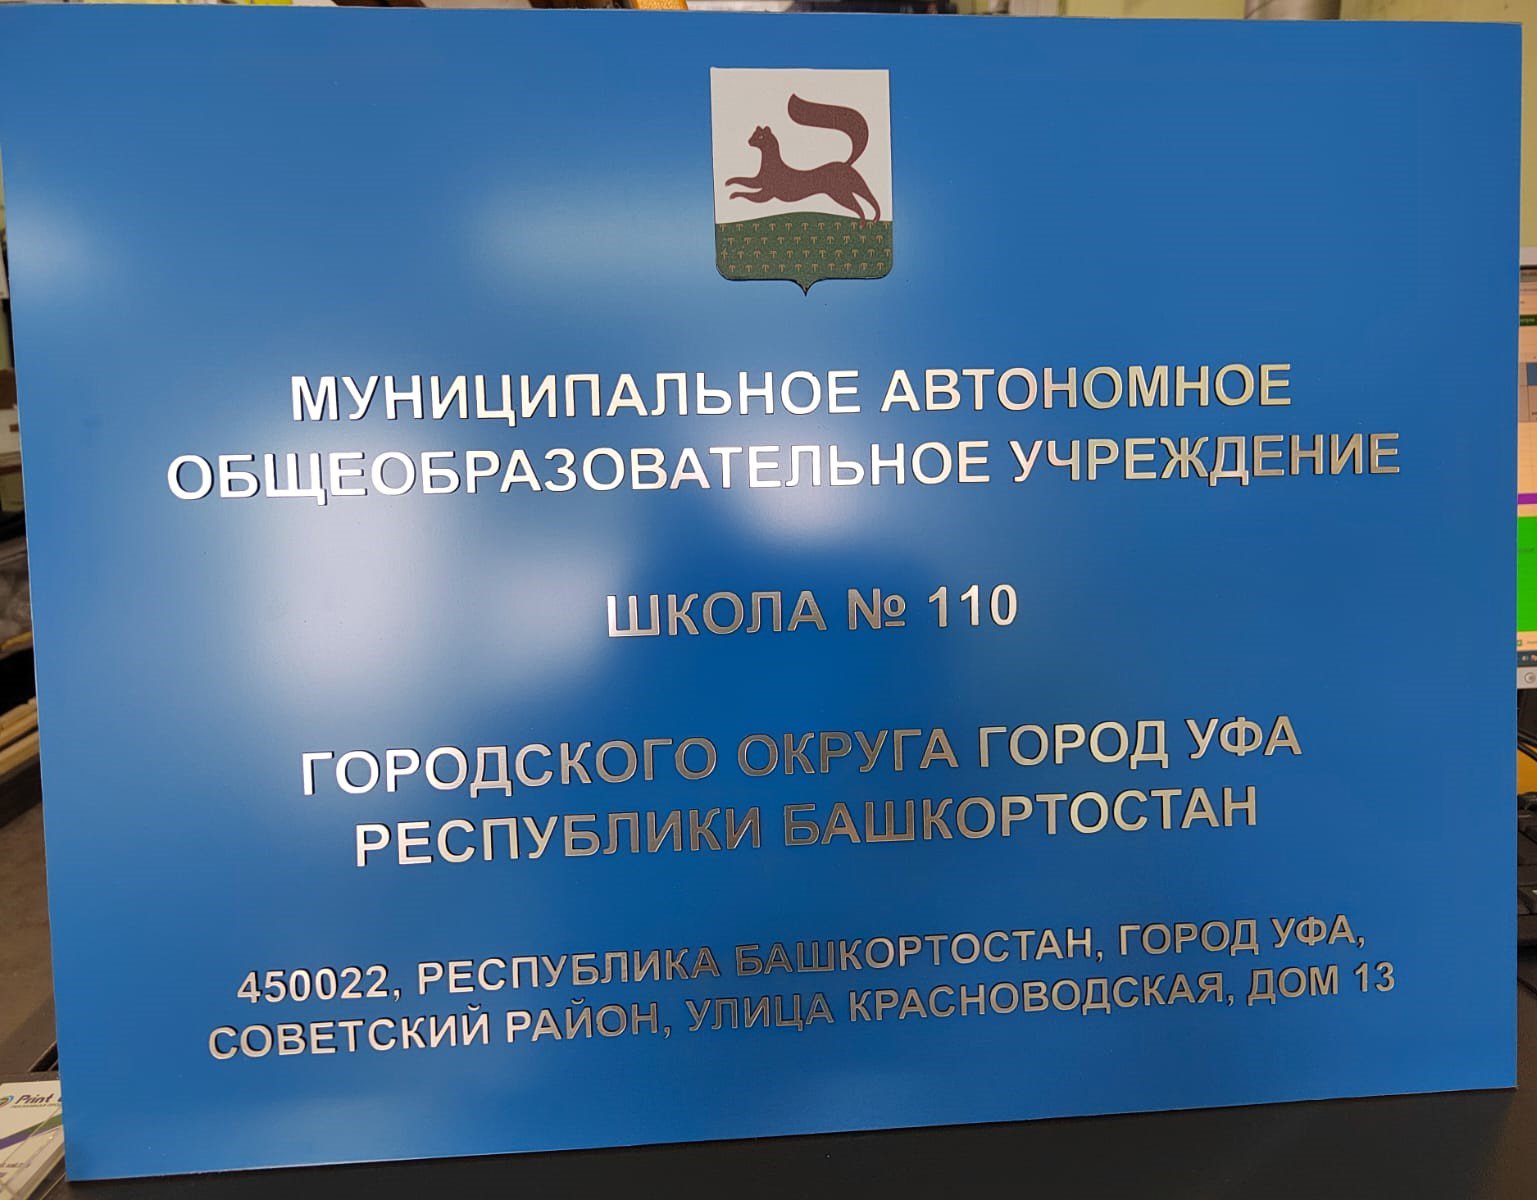 МУНИЦИПАЛЬНОЕ АВТОНОМНОЕ
ОБЩЕОБРАЗОВАТЕЛЬНОЕ УЧРЕЖДЕНИЕ
ШКОЛА № 110
ГОРОДСКОГО ОКРУГА ГОРОД УФА
РЕСПУБЛИКИ БАШКОРТОСТАН
450022, РЕСПУБЛИКА БАШКОРТОСТАН, ГОРОД УФА,
СОВЕТСКИЙ РАЙОН, УЛИЦА КРАСНОВОДСКАЯ, ДОМ 13
Print